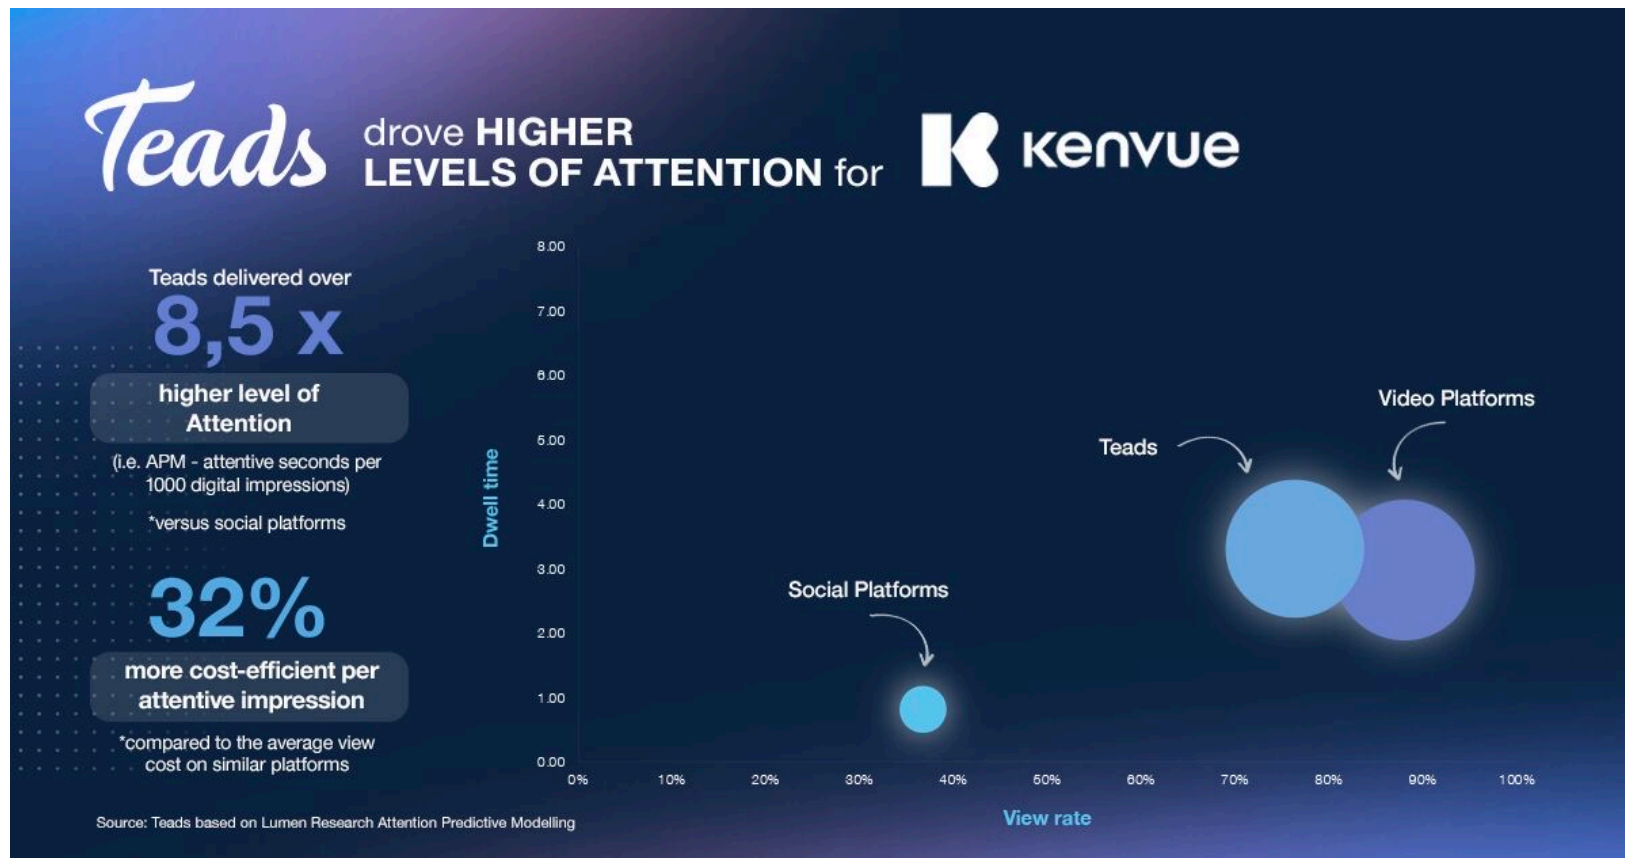 Teads
drove HIGHER
LEVELS OF ATTENTION for
kenvue
Teads delivered over
8,5 x
higher level of
Attention
(i.e. APM - attentive seconds per
1000 digital impressions)
*versus social platforms
32%
more cost-efficient per
attentive impression
*compared to the average view
cost on similar platforms
Source: Teads based on Lumen Research Attention Predictive Modelling
Dwell time
8.00
7.00
6.00
5.00
4.00
3.00
2.00
1.00
0.00
Video Platforms
Teads
Social Platforms
0% 10% 20% 30% 40% 50% 60% 70% 80% 90% 100%
View rate